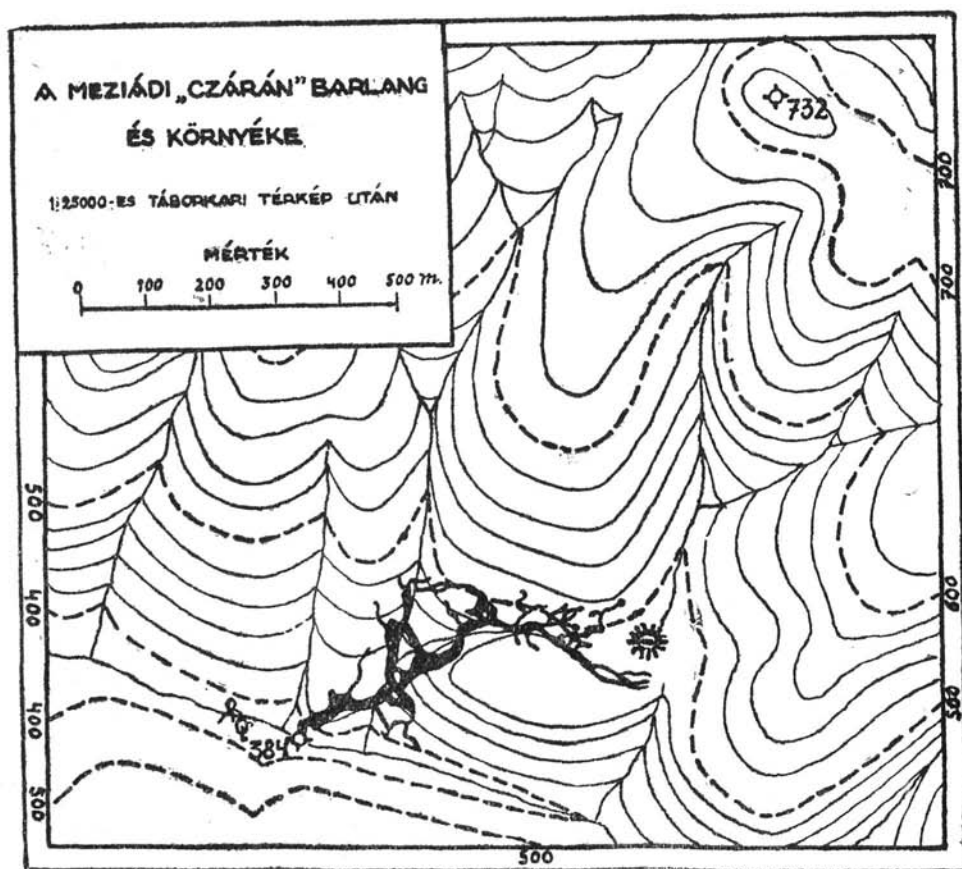 A MEZIÁDI „CZÁRÁN” BARLANG
ÉS KÖRNYÉKE
1:25000-ES TÁBORKARI TÉRKÉP UTÁN
MÉRTÉK
0 100 200 300 400 500 m.
732
700
700
500
400
600
500
400
384
500
500